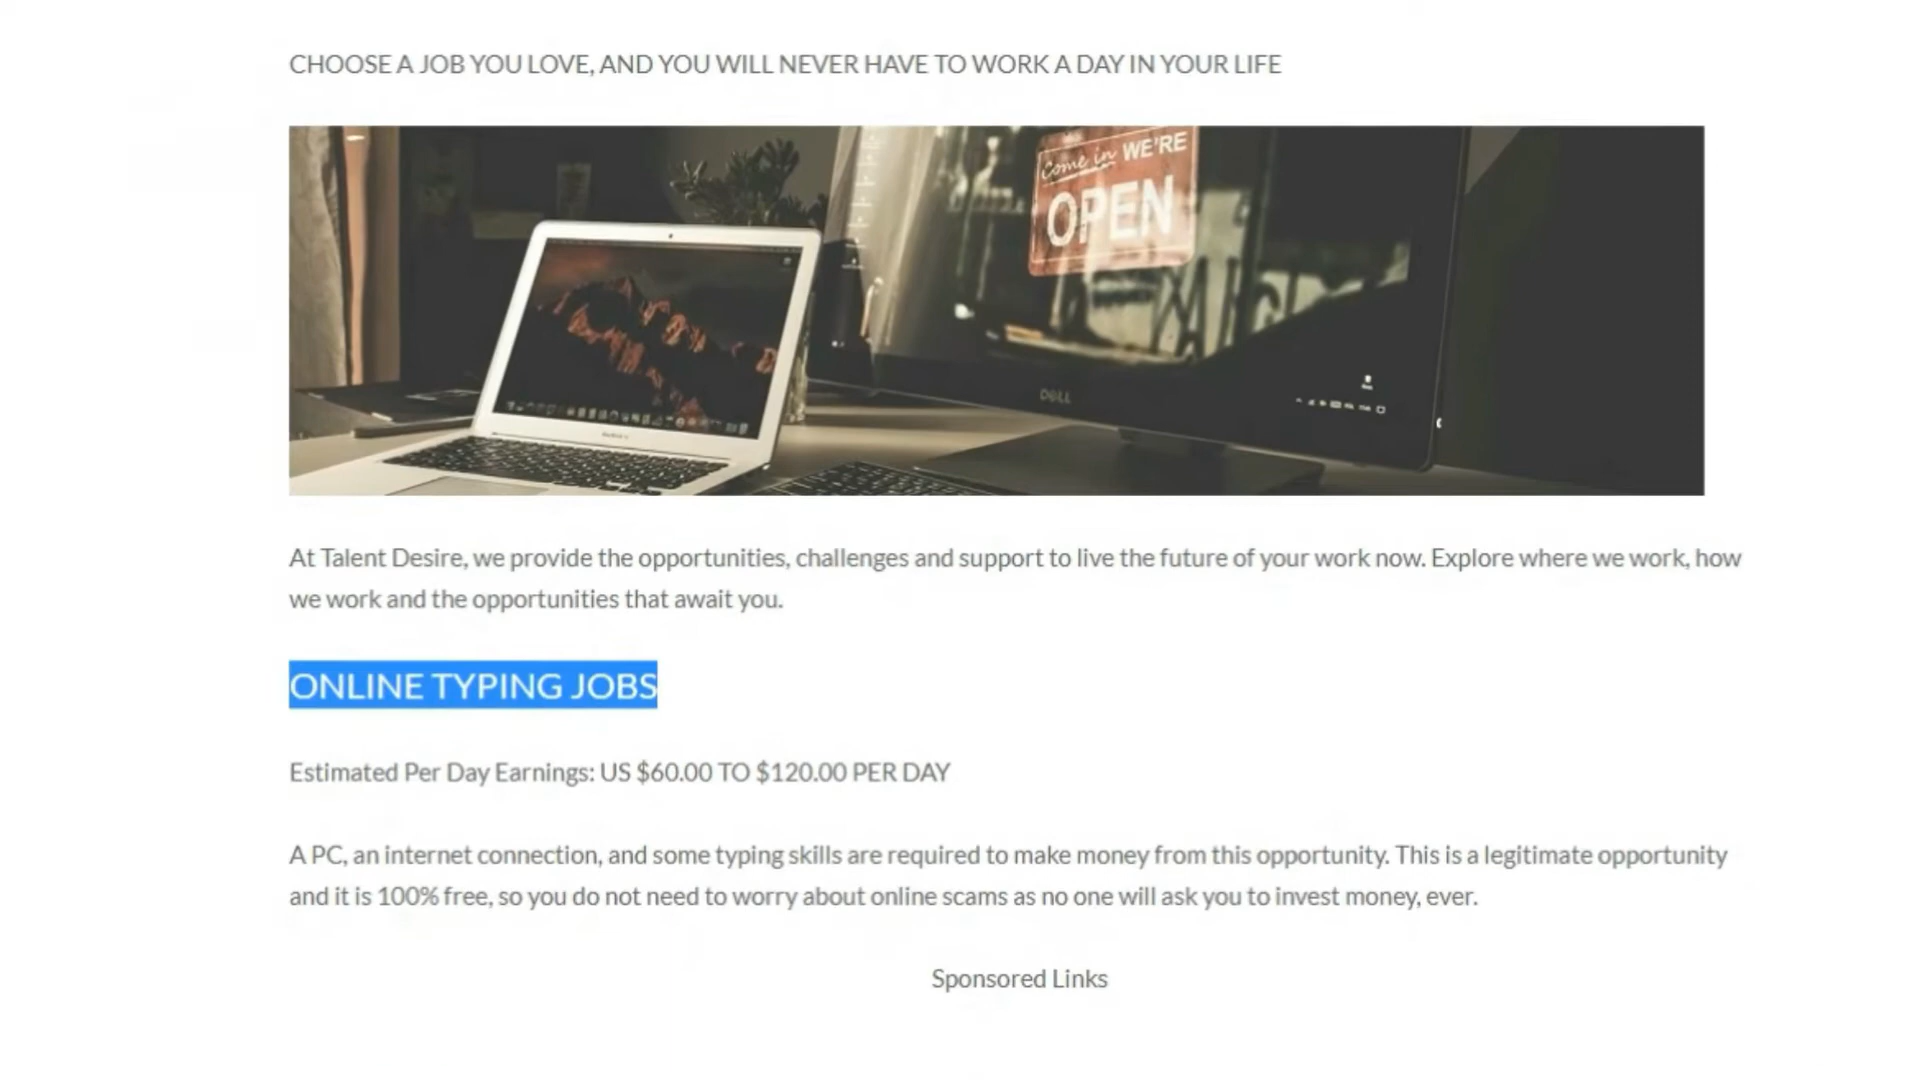 CHOOSE A JOB YOU LOVE, AND YOU WILL NEVER HAVE TO WORK A DAY IN YOUR LIFE
Come in WE'RE
OPEN
DELL
At Talent Desire, we provide the opportunities, challenges and support to live the future of your work now. Explore where we work, how
we work and the opportunities that await you.
ONLINE TYPING JOBS
Estimated Per Day Earnings: US $60.00 TO $120.00 PER DAY
A PC, an internet connection, and some typing skills are required to make money from this opportunity. This is a legitimate opportunity
and it is 100% free, so you do not need to worry about online scams as no one will ask you to invest money, ever.
Sponsored Links